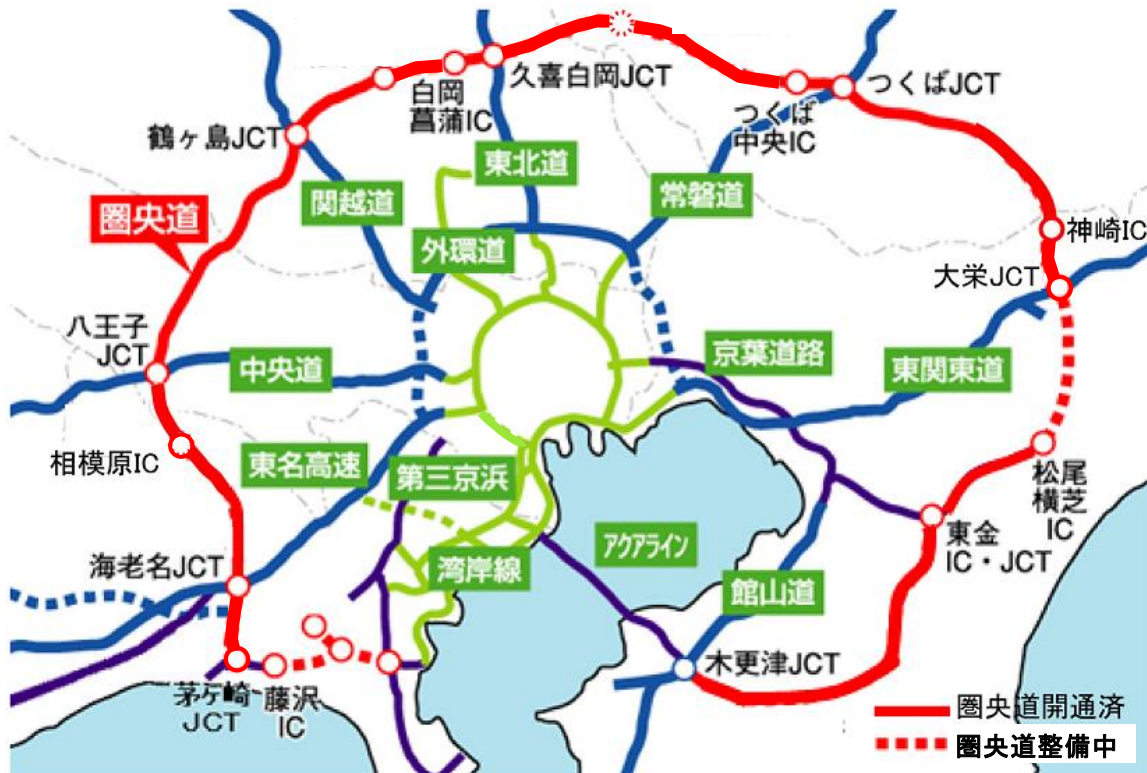 久喜白岡JCT
白岡
菖蒲IC
つくばJCT
つくば
中央IC
鶴ヶ島JCT
東北道
関越道
常磐道
圏央道
外環道
神崎IC
大栄JCT
八王子
JCT
中央道
京葉道路
東関東道
相模原IC
東名高速
第三京浜
松尾
横芝
IC
アクアライン
東金
IC・JCT
海老名JCT
湾岸線
館山道
木更津JCT
茅ヶ崎
JCT
藤沢
IC
圏央道開通済
圏央道整備中